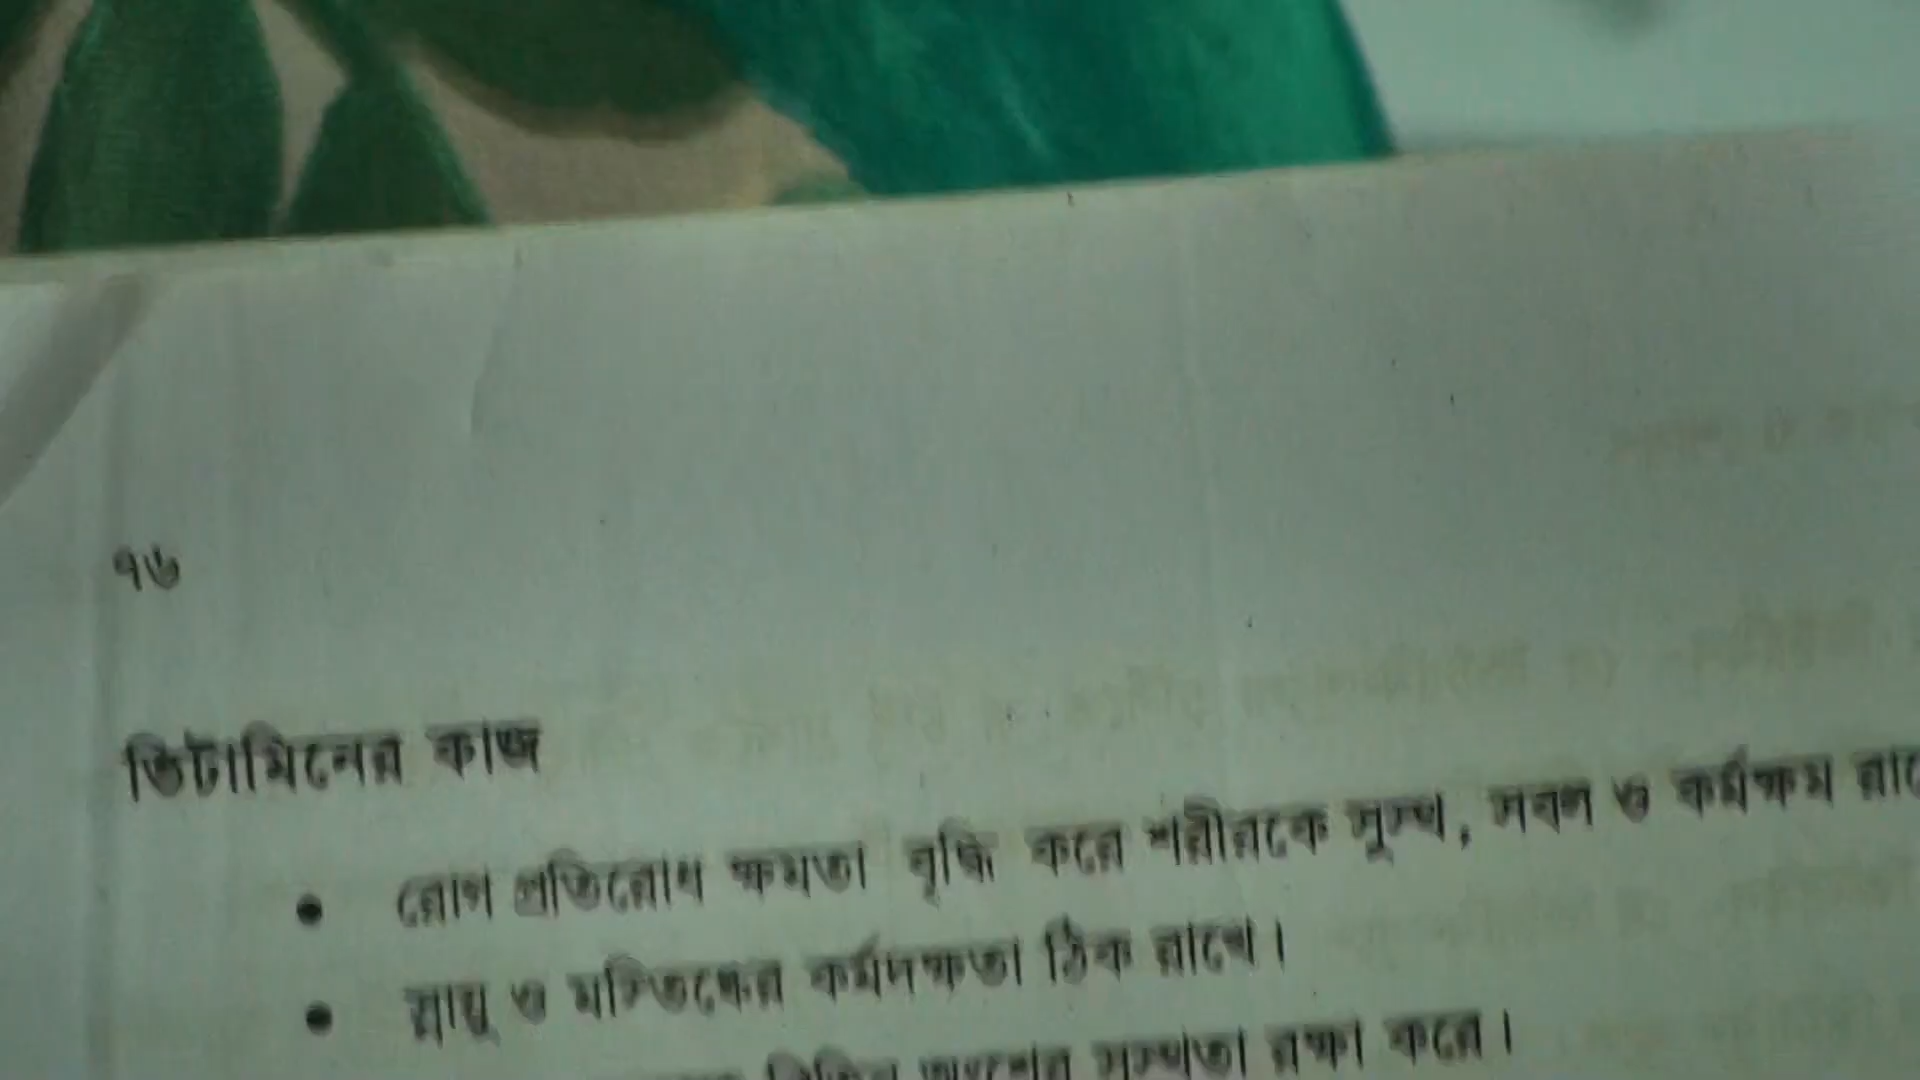 ৭৬
ভিটামিনের কাজ
• রোগ প্রতিরোধ ক্ষমতা বৃদ্ধি করে শরীরকে সুস্থ, সবল ও কর্মক্ষম
• স্নায়ু ও মস্তিষ্কের কর্মদক্ষতা ঠিক রাখে।
বিভিন্ন অংশের সুস্থতা রক্ষা করে।